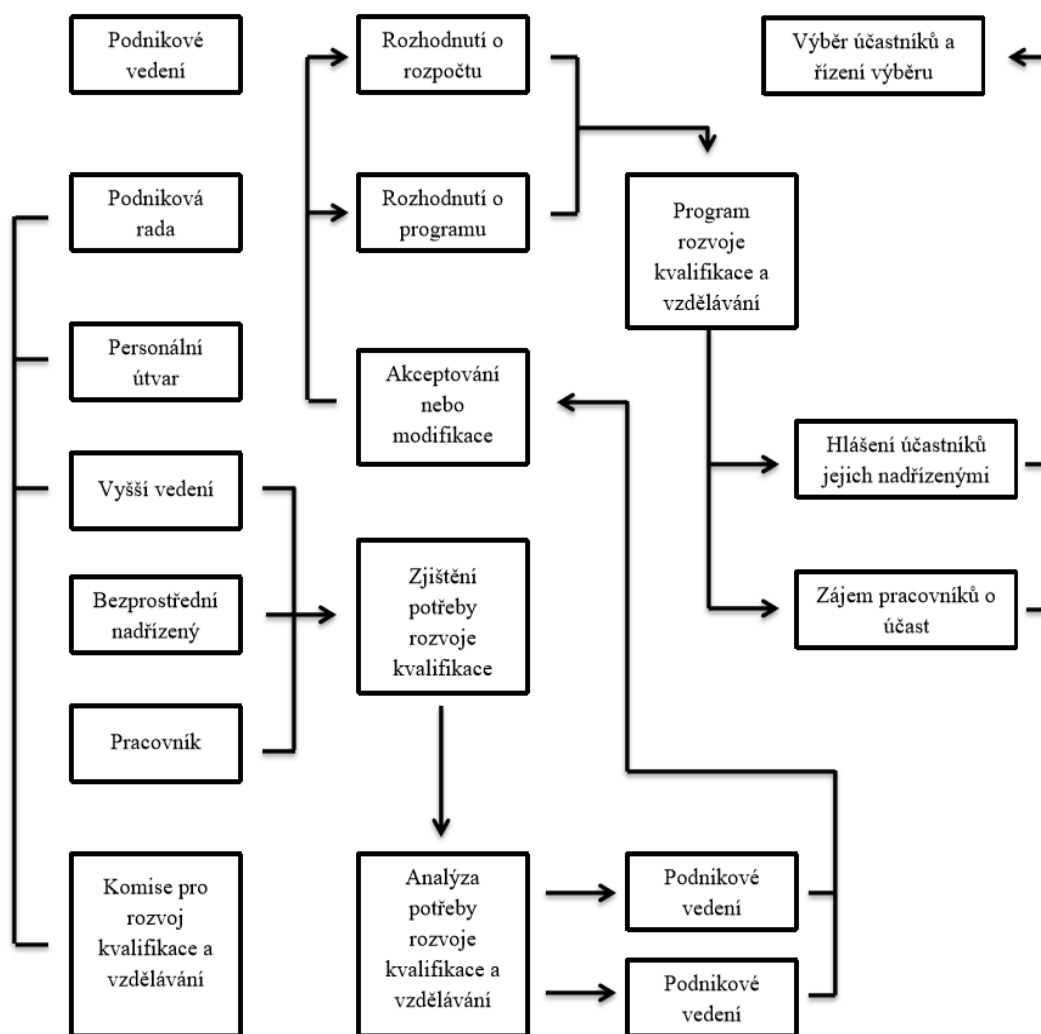 Podnikové
vedení
Rozhodnutí o
rozpočtu
Výběr účastníků a
řízení výběru
Podniková
rada
Rozhodnutí o
programu
Program
rozvoje
kvalifikace a
vzdělávání
Personální
útvar
Akceptování
nebo
modifikace
Hlášení účastníků
jejich nadřízenými
Vyšší vedení
Bezprostřední
nadřízený
Zjištění
potřeby
rozvoje
kvalifikace
Zájem pracovníků o
účast
Pracovník
Komise pro
rozvoj
kvalifikace a
vzdělávání
Analýza
potřeby
rozvoje
kvalifikace a
vzdělávání
Podnikové
vedení
Podnikové
vedení